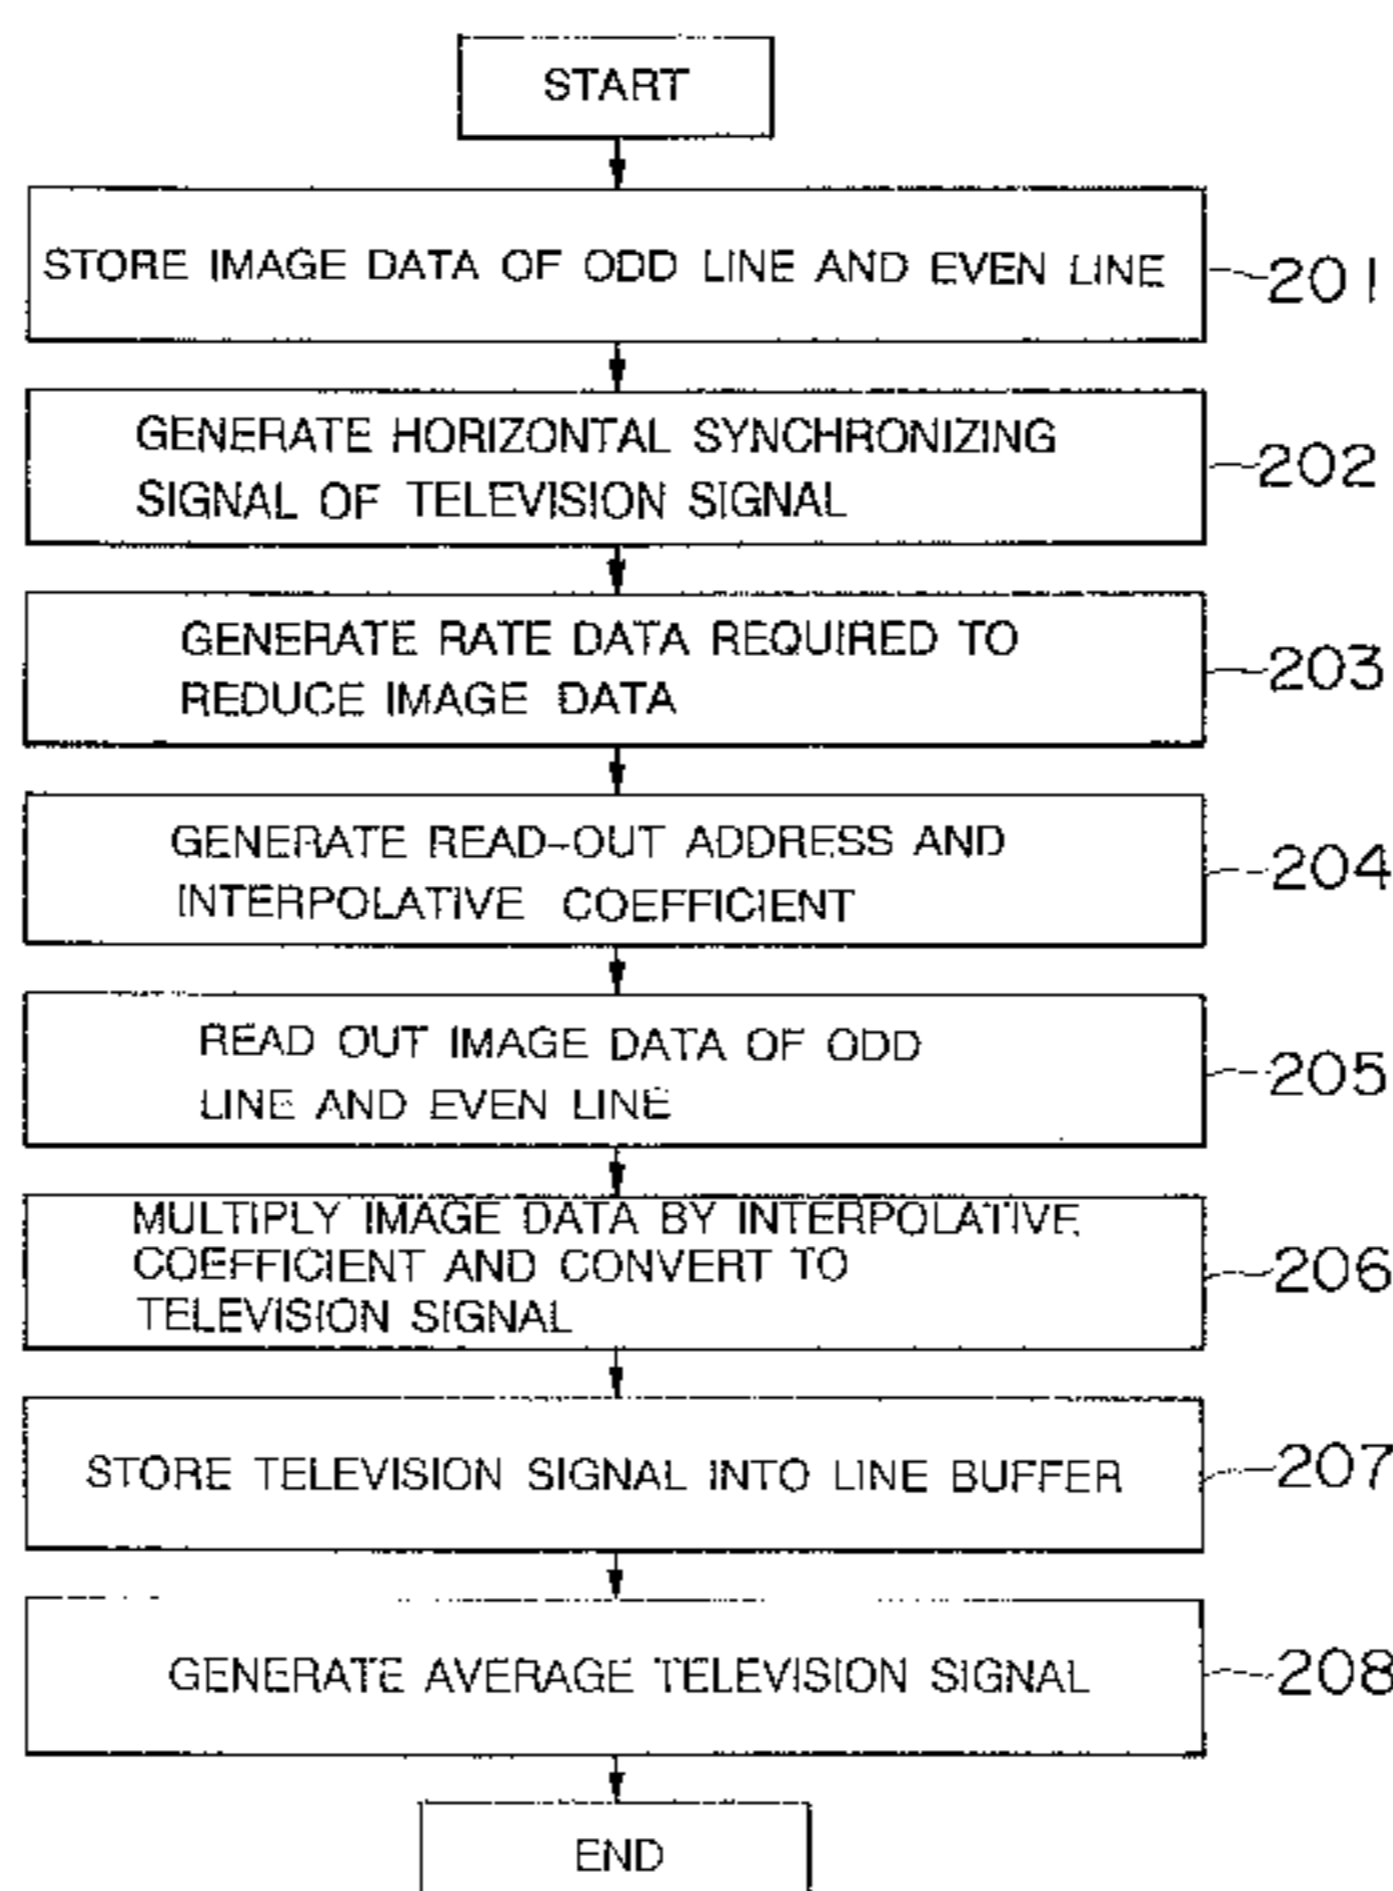 START
STORE IMAGE DATA OF ODD LINE AND EVEN LINE
201
GENERATE HORIZONTAL SYNCHRONIZING
SIGNAL OF TELEVISION SIGNAL
202
GENERATE RATE DATA REQUIRED TO
REDUCE IMAGE DATA
203
GENERATE READ-OUT ADDRESS AND
INTERPOLATIVE COEFFICIENT
204
READ OUT IMAGE DATA OF ODD
LINE AND EVEN LINE
205
MULTIPLY IMAGE DATA BY INTERPOLATIVE
COEFFICIENT AND CONVERT TO
TELEVISION SIGNAL
206
STORE TELEVISION SIGNAL INTO LINE BUFFER
207
GENERATE AVERAGE TELEVISION SIGNAL
208
END